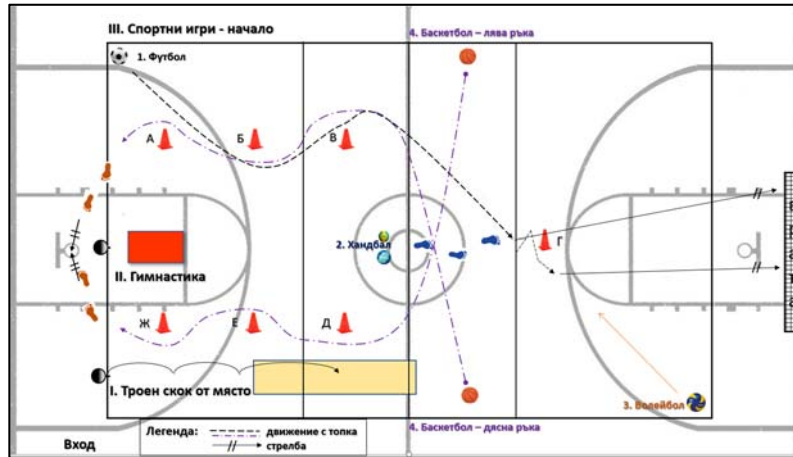 III. Спортни игри - начало
4. Баскетбол – лява ръка
1. Футбол
А
Б
В
2. Хандбал
Г
II. Гимнастика
Ж
Е
Д
I. Троен скок от място
3. Волейбол
Вход
Легенда:
движение с топка
стрелба
4. Баскетбол – дясна ръка